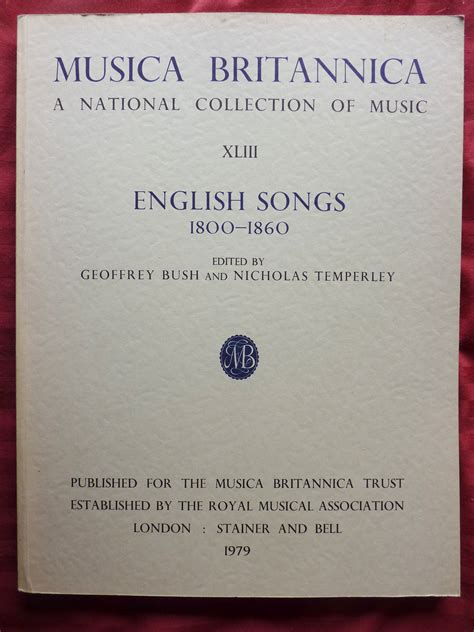 MUSICA BRITANNICA
A NATIONAL COLLECTION OF MUSIC
XLIII
ENGLISH SONGS
1800–1860
EDITED BY
GEOFFREY BUSH AND NICHOLAS TEMPERLEY
MB
PUBLISHED FOR THE MUSICA BRITANNICA TRUST
ESTABLISHED BY THE ROYAL MUSICAL ASSOCIATION
LONDON : STAINER AND BELL
1979